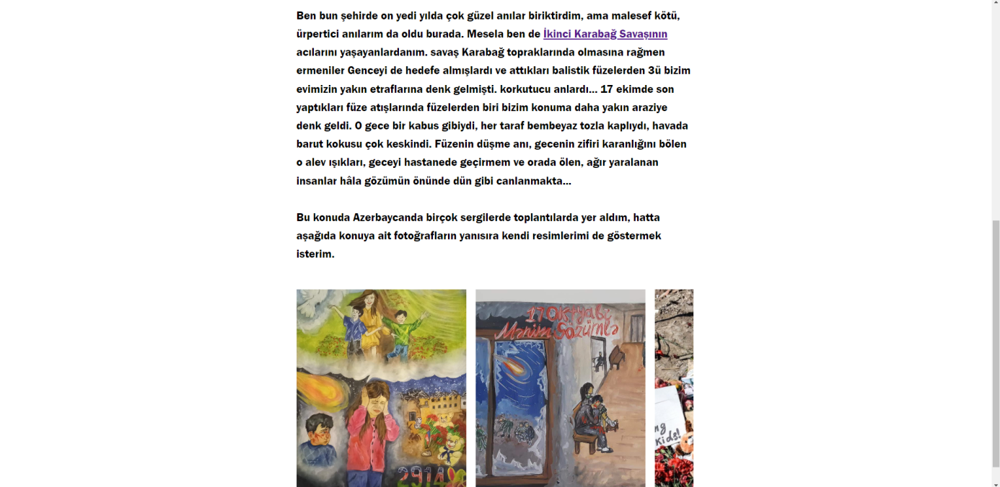 Ben bun şehirde on yedi yılda çok güzel anılar biriktirdim, ama malesef kötü,
ürpertici anılarım da oldu burada. Mesela ben de İkinci Karabağ Savaşının
acılarını yaşayanlardanım. savaş Karabağ topraklarında olmasına rağmen
ermeniler Genceyi de hedefe almışlardı ve attıkları balistik füzelerden 3ü bizim
evimizin yakın etraflarına denk gelmişti. korkutucu anlardı... 17 ekimde son
yaptıkları füze atışlarında füzelerden biri bizim konuma daha yakın araziye
denk geldi. O gece bir kabus gibiydi, her taraf bembeyaz tozla kaplıydı, havada
barut kokusu çok keskindi. Füzenin düşme anı, gecenin zifiri karanlığını bölen
o alev ışıkları, geceyi hastanede geçirmem ve orada ölen, ağır yaralanan
insanlar hâla gözümün önünde dün gibi canlanmakta...
Bu konuda Azerbaycanda birçok sergilerde toplantılarda yer aldım, hatta
aşağıda konuya ait fotoğrafların yanısıra kendi resimlerimi de göstermek
isterim.
17 Oktyabr
Mənim Gözümlə
ng
Kids!
2914